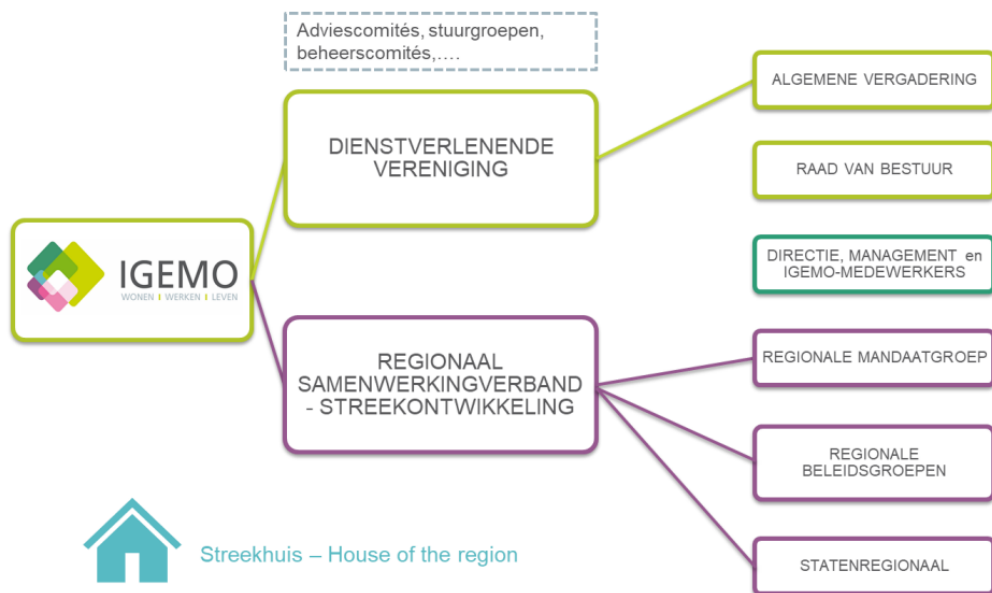 Adviescomités, stuurgroepen,
beheerscomités,….
DIENSTVERLENENDE
VERENIGING
ALGEMENE VERGADERING
RAAD VAN BESTUUR
IGEMO
WONEN I WERKEN I LEVEN
DIRECTIE, MANAGEMENT en
IGEMO-MEDEWERKERS
REGIONAAL
SAMENWERKINGVERBAND
- STREEKONTWIKKELING
REGIONALE MANDAATGROEP
REGIONALE
BELEIDSGROEPEN
STATENREGIONAAL
Streekhuis – House of the region